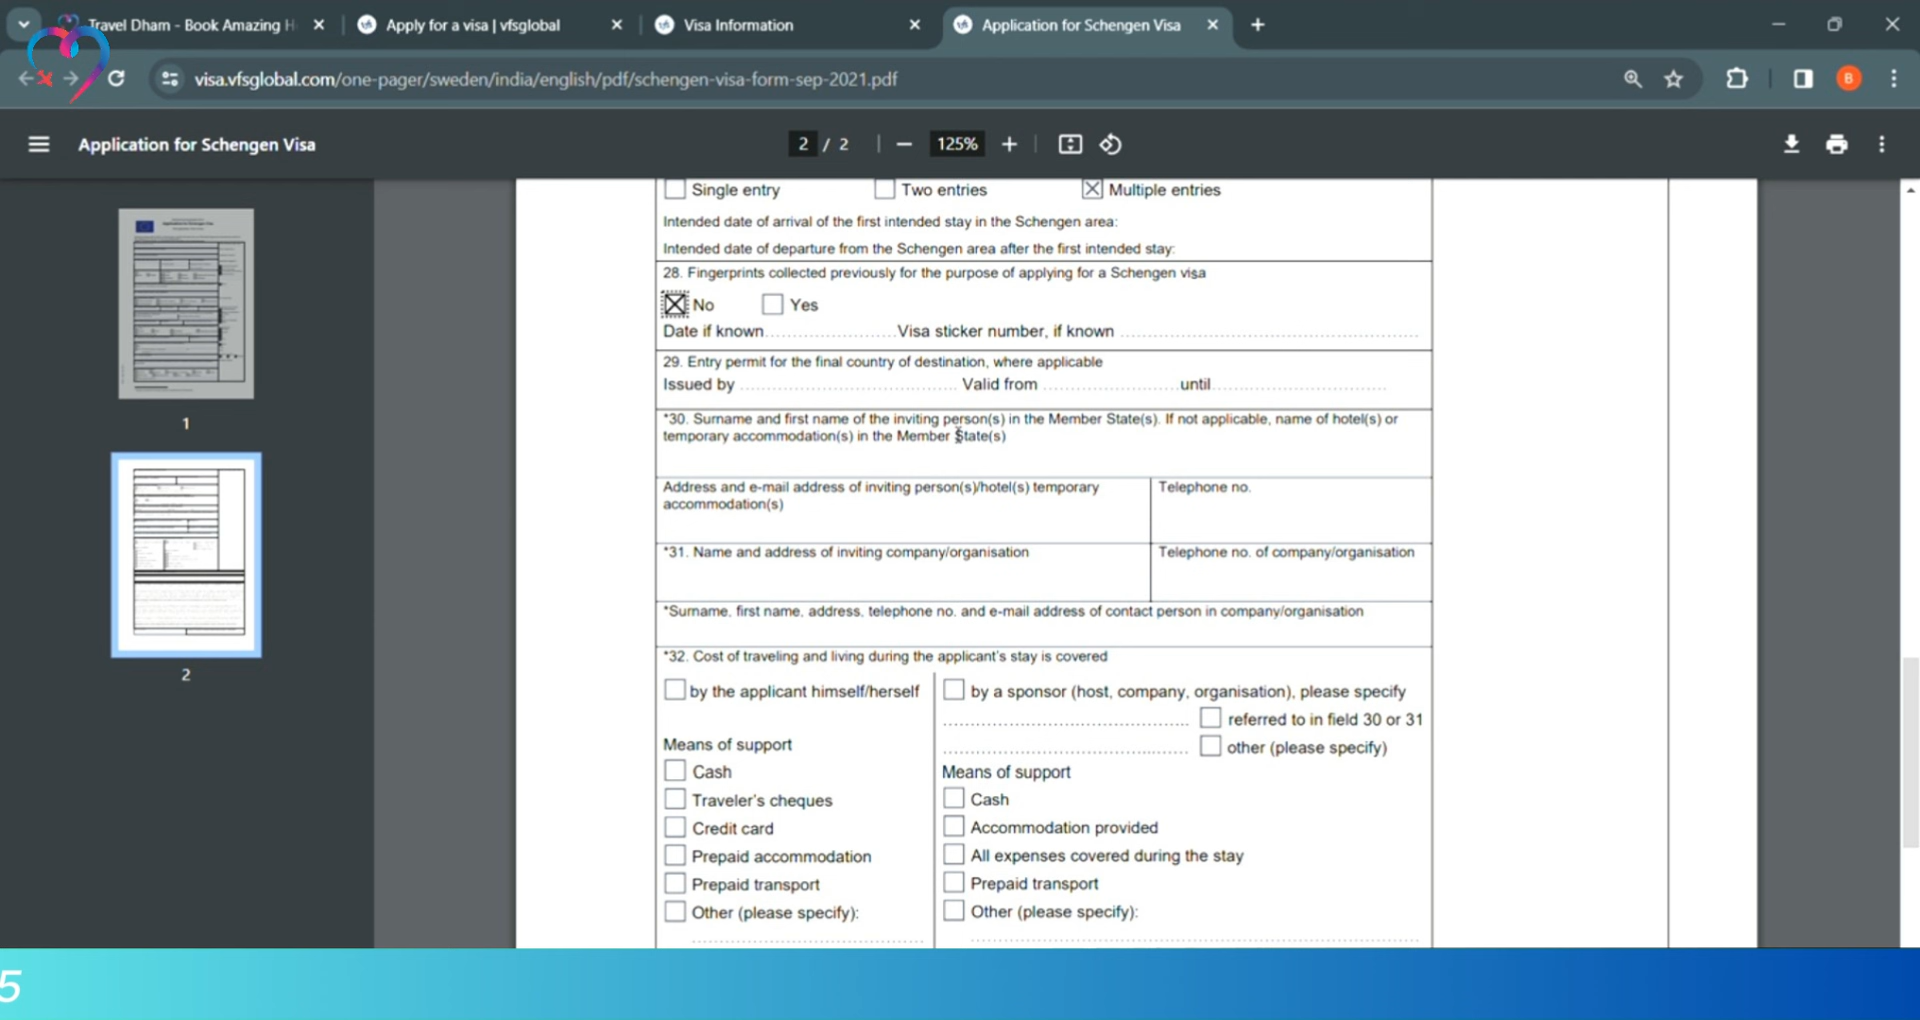 Travel Dham - Book Amazing H
Apply for a visa | vfsglobal
Visa Information
Application for Schengen Visa
visa.vfsglobal.com/one-pager/sweden/india/english/pdf/schengen-visa-form-sep-2021.pdf
B
Application for Schengen Visa
2 / 2
125%
1
2
Single entry Two entries Multiple entries
Intended date of arrival of the first intended stay in the Schengen area:
Intended date of departure from the Schengen area after the first intended stay:
28. Fingerprints collected previously for the purpose of applying for a Schengen visa
No Yes
Date if known.................... Visa sticker number, if known ....................
29. Entry permit for the final country of destination, where applicable
Issued by .................... Valid from .................... until....................
*30. Surname and first name of the inviting person(s) in the Member State(s). If not applicable, name of hotel(s) or
temporary accommodation(s) in the Member State(s)
Address and e-mail address of inviting person(s)/hotel(s) temporary
accommodation(s)
Telephone no.
*31. Name and address of inviting company/organisation
Telephone no. of company/organisation
*Surname, first name, address, telephone no. and e-mail address of contact person in company/organisation
*32. Cost of traveling and living during the applicant's stay is covered
by the applicant himself/herself
Means of support
Cash
Traveler's cheques
Credit card
Prepaid accommodation
Prepaid transport
Other (please specify):
by a sponsor (host, company, organisation), please specify
.................... referred to in field 30 or 31
.................... other (please specify)
Means of support
Cash
Accommodation provided
All expenses covered during the stay
Prepaid transport
Other (please specify):
5